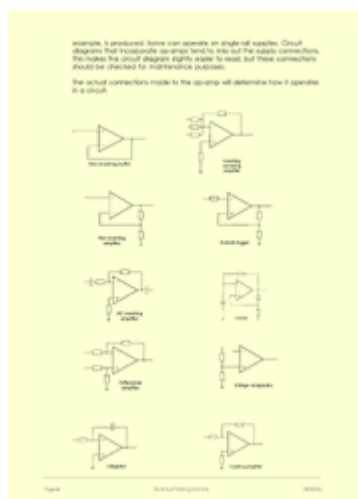 example, is produced. Some can operate on single-rail supplies. Circuit
diagrams that incorporate op-amps tend to miss out the supply connections.
This makes the circuit diagram slightly easier to read, but these connections
should be checked for maintenance purposes.
The actual connections made to the op-amp will determine how it operates
in a circuit.
Non-inverting buffer
Inverting
summing
amplifier
Non-inverting
amplifier
Schmitt trigger
AC inverting
amplifier
Differential
amplifier
Voltage comparator
Integrator
Inverting amplifier